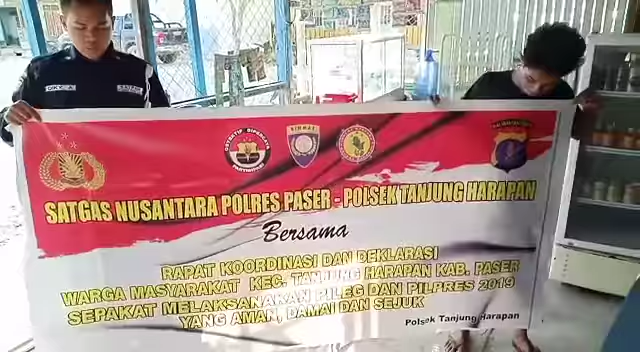 SATGAS NUSANTARA POLRES PASER - POLSEK TANJUNG HARAPAN
Bersama
RAPAT KOORDINASI DAN DEKLARASI
WARGA MASYARAKAT KEC. TANJUNG HARAPAN KAB. PASER
SEPAKAT MELAKSANAKAN PILEG DAN PILPRES 2019
YANG AMAN, DAMAI DAN SEJUK
Polsek Tanjung Harapan